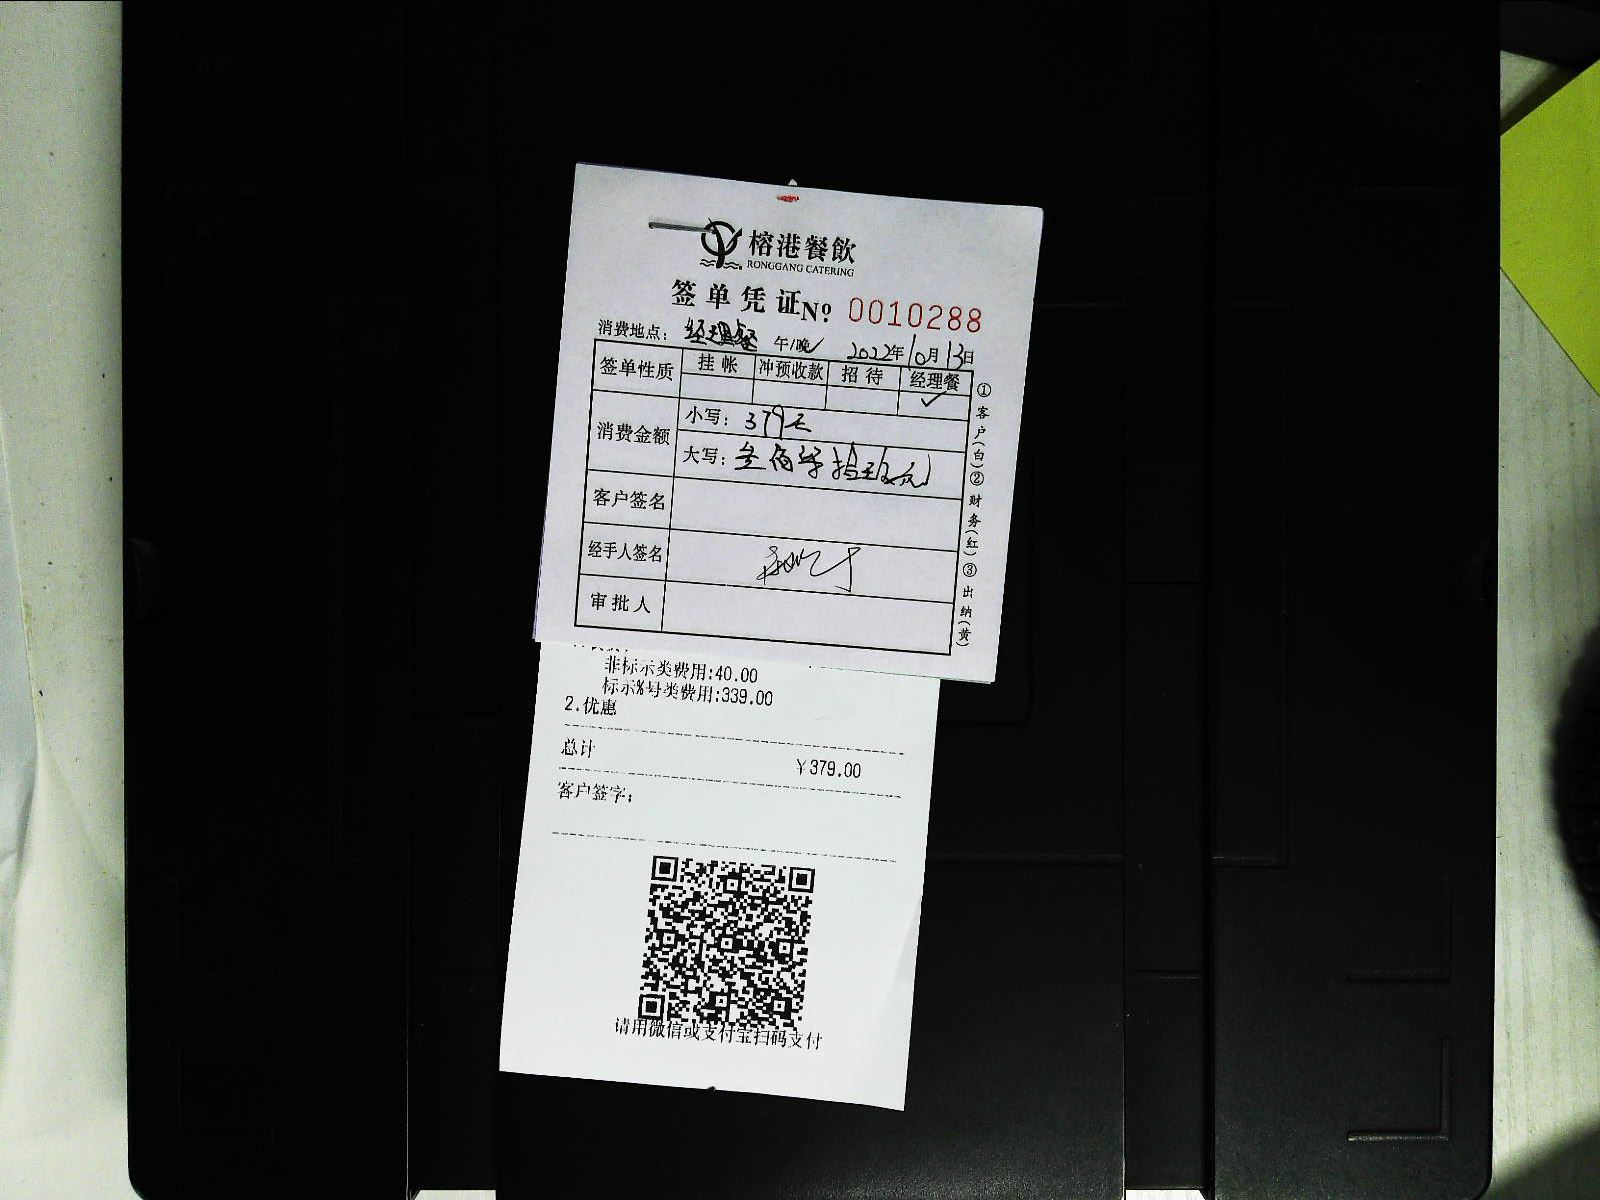 榕港餐飲
RONGGANG CATERING
签单凭证 No 0010288
消费地点：经理餐 午/晚✓ 2022年10月13日
签单性质 挂帐 冲预收款 招待 经理餐
✓
消费金额 小写：379元
大写：叁佰柒拾玖元
客户签名
经手人签名
审批人
①客户(白)②财务(红)③出纳(黄)
非标示类费用:40.00
标示%号类费用:339.00
2.优惠
总计
￥379.00
客户签字:
请用微信或支付宝扫码支付